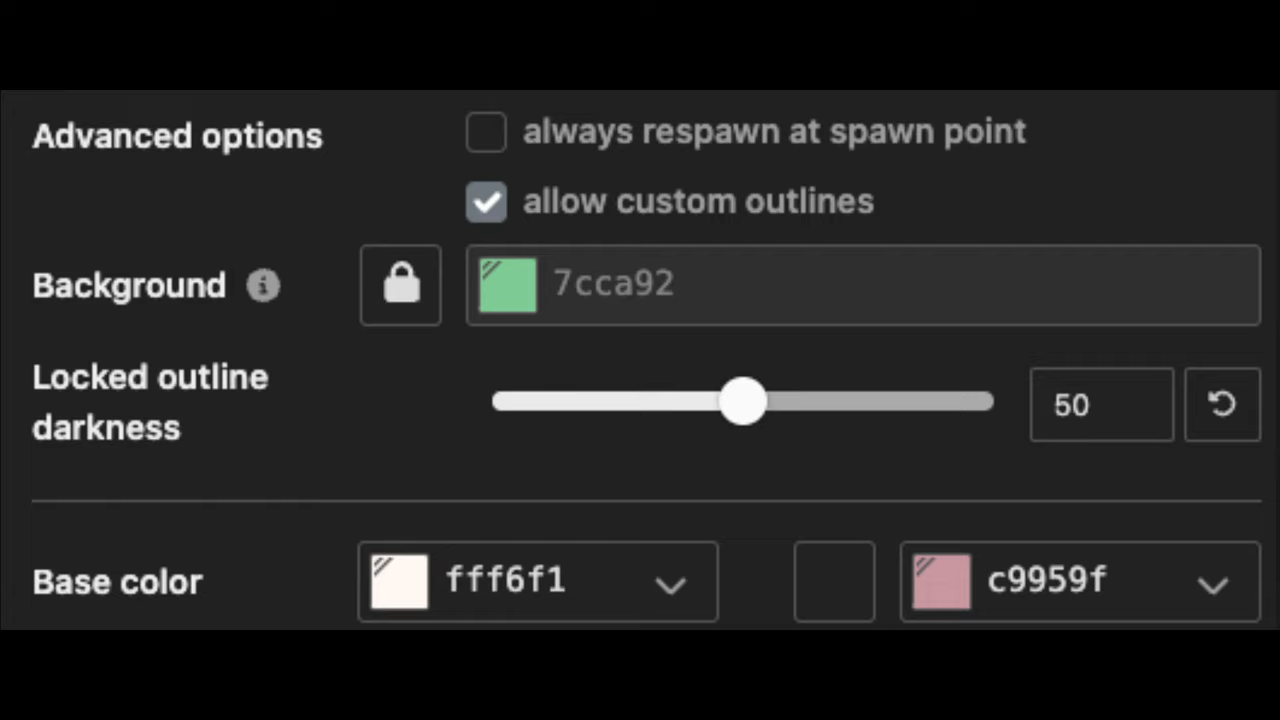 Advanced options
always respawn at spawn point
allow custom outlines
Background
7cca92
Locked outline
darkness
50
Base color
fff6f1
c9959f